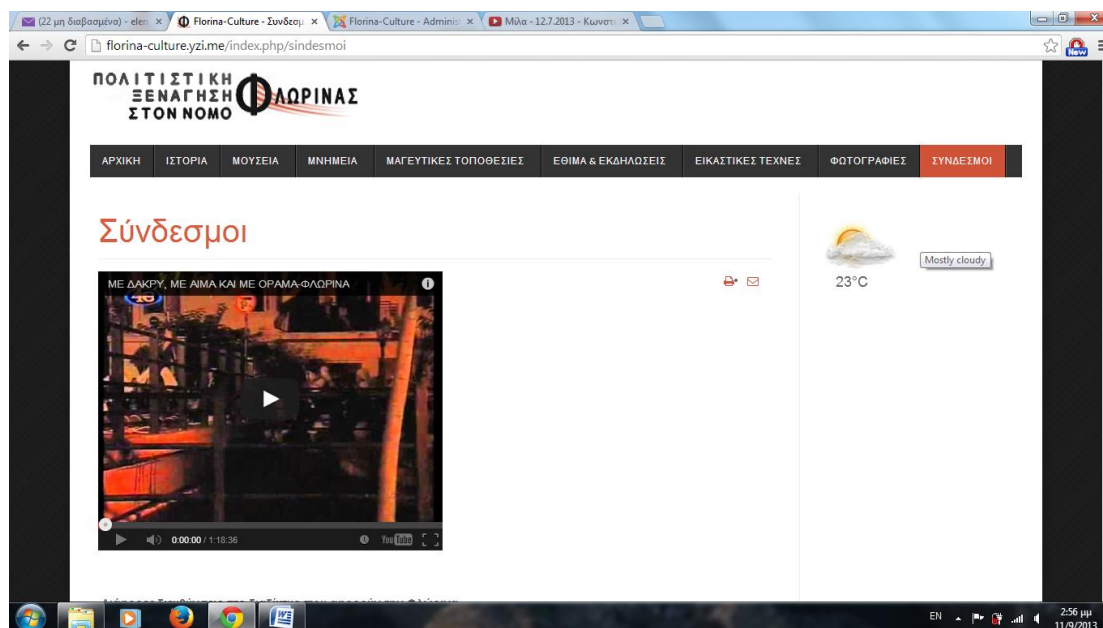 (22 μη διαβασμένα) - elen
Florina-Culture - Συνδεσμ
Florina-Culture - Administ
Μίλα - 12.7.2013 - Κωνστ
florina-culture.yzi.me/index.php/sindesmoi
New
ΠΟΛΙΤΙΣΤΙΚΗ
ΞΕΝΑΓΗΣΗ
ΣΤΟΝ ΝΟΜΟ
ΦΛΩΡΙΝΑΣ
ΑΡΧΙΚΗ ΙΣΤΟΡΙΑ ΜΟΥΣΕΙΑ ΜΝΗΜΕΙΑ ΜΑΓΕΥΤΙΚΕΣ ΤΟΠΟΘΕΣΙΕΣ ΕΘΙΜΑ & ΕΚΔΗΛΩΣΕΙΣ ΕΙΚΑΣΤΙΚΕΣ ΤΕΧΝΕΣ ΦΩΤΟΓΡΑΦΙΕΣ ΣΥΝΔΕΣΜΟΙ
Σύνδεσμοι
ΜΕ ΔΑΚΡΥ, ΜΕ ΑΙΜΑ ΚΑΙ ΜΕ ΟΡΑΜΑ-ΦΛΩΡΙΝΑ
0:00:00 / 1:18:36
YouTube
Mostly cloudy
23°C
EN
2:56 μμ
11/9/2013